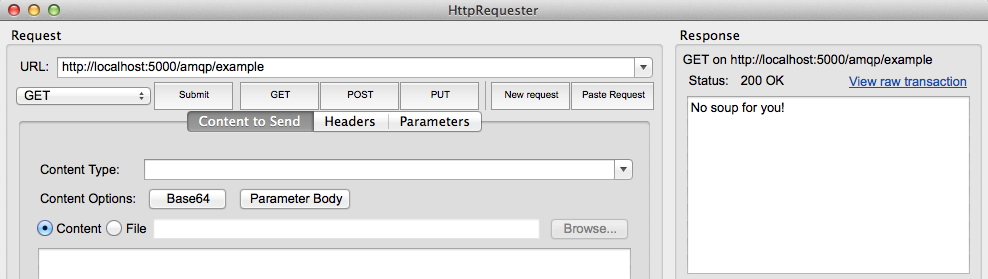 HttpRequester
Request
URL: http://localhost:5000/amqp/example
GET Submit GET POST PUT New request Paste Request
Content to Send Headers Parameters
Content Type:
Content Options: Base64 Parameter Body
Content File Browse...
Response
GET on http://localhost:5000/amqp/example
Status: 200 OK View raw transaction
No soup for you!